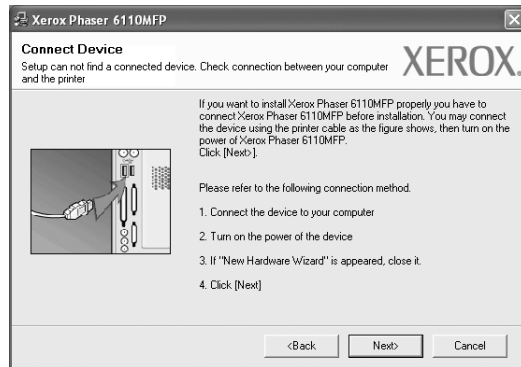 Xerox Phaser 6110MFP
Connect Device
Setup can not find a connected device. Check connection between your computer
and the printer
XEROX.
If you want to install Xerox Phaser 6110MFP properly you have to
connect Xerox Phaser 6110MFP before installation. You may connect
the device using the printer cable as the figure shows, then turn on the
power of Xerox Phaser 6110MFP.
Click [Next>].
Please refer to the following connection method.
1. Connect the device to your computer
2. Turn on the power of the device
3. If "New Hardware Wizard" is appeared, close it.
4. Click [Next]
<Back
Next>
Cancel